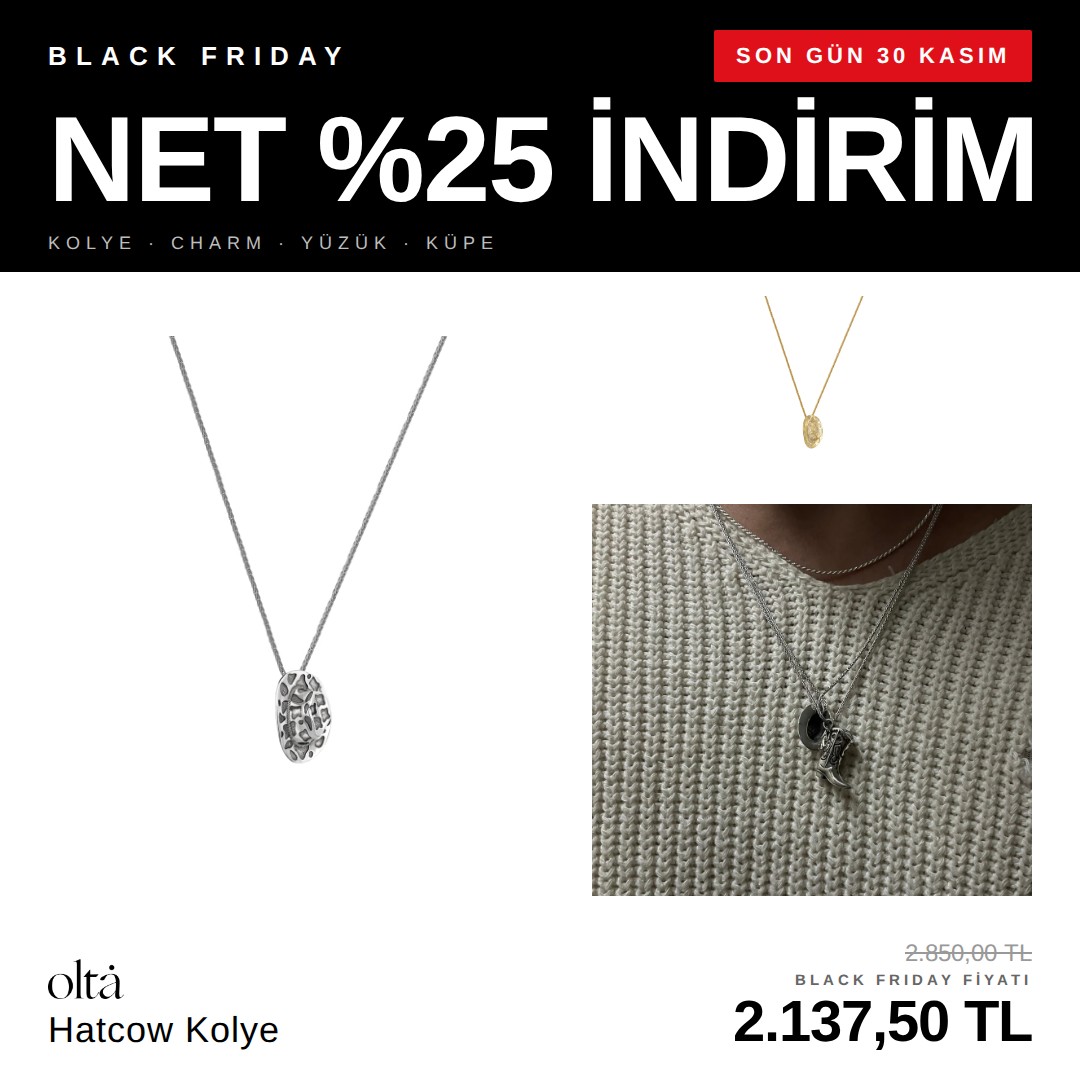 BLACK FRIDAY
SON GÜN 30 KASIM
NET %25 İNDİRİM
KOLYE · CHARM · YÜZÜK · KÜPE
olta
Hatcow Kolye
2.850,00 TL
BLACK FRIDAY FİYATI
2.137,50 TL